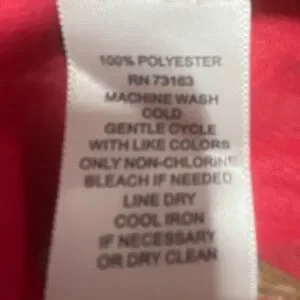 100% POLYESTER
RN 73163
MACHINE WASH
COLD
GENTLE CYCLE
WITH LIKE COLORS
ONLY NON-CHLORINE
BLEACH IF NEEDED
LINE DRY
COOL IRON
IF NECESSARY
OR DRY CLEAN